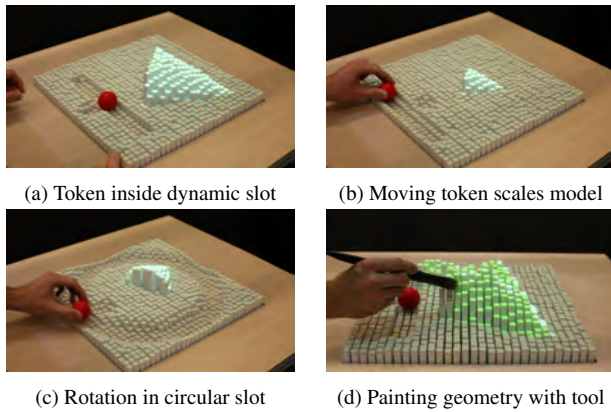 (a) Token inside dynamic slot
(b) Moving token scales model
(c) Rotation in circular slot
(d) Painting geometry with tool